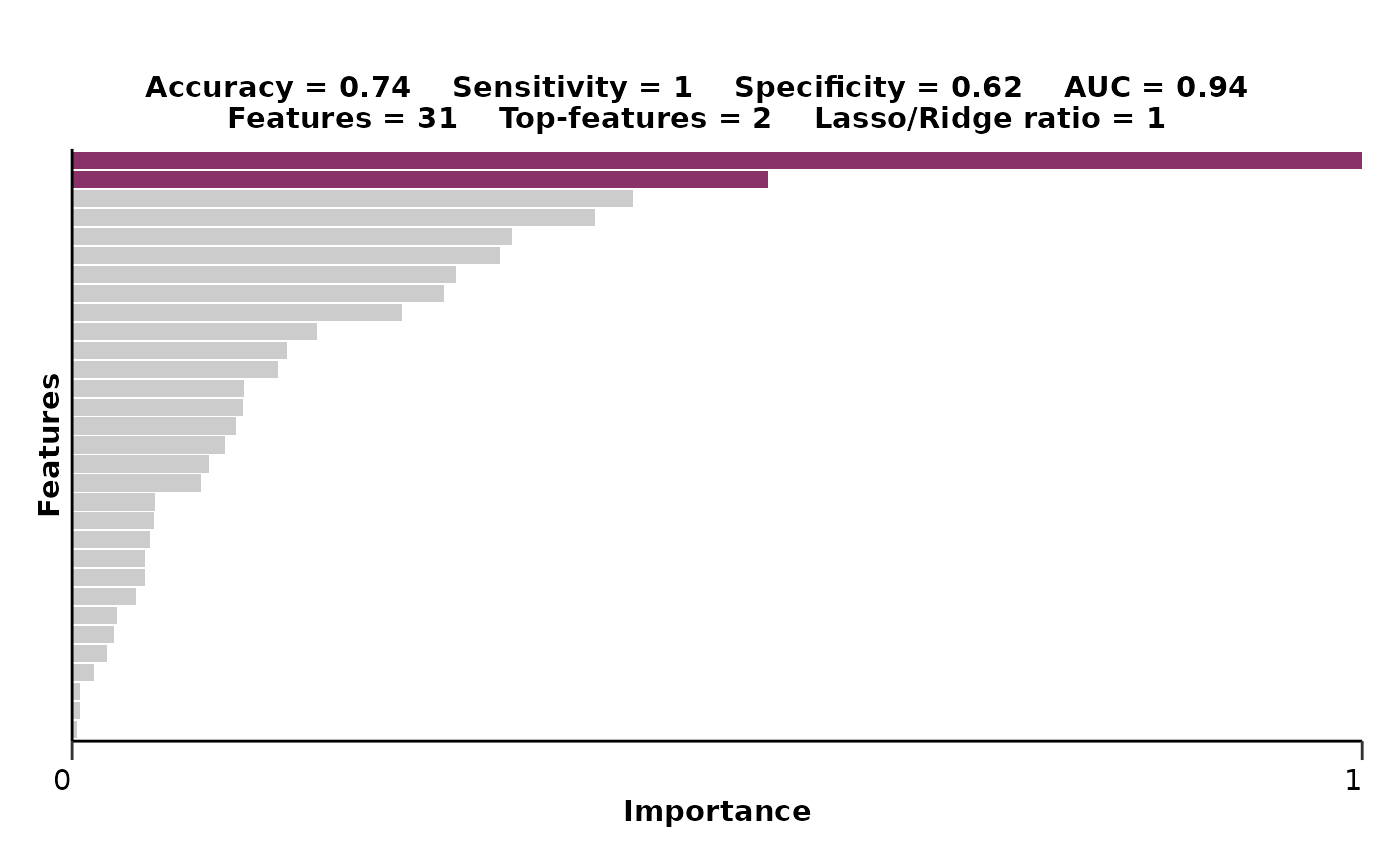 Accuracy = 0.74 Sensitivity = 1 Specificity = 0.62 AUC = 0.94
Features = 31 Top-features = 2 Lasso/Ridge ratio = 1
Features
0 1
Importance